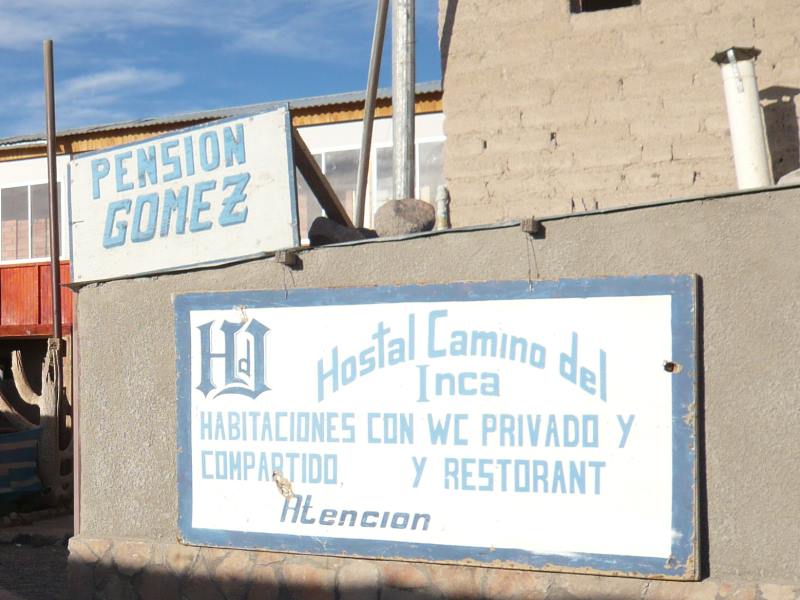 PENSION
GOMEZ
HdI
Hostal Camino del
Inca
HABITACIONES CON WC PRIVADO Y
COMPARTIDO Y RESTORANT
Atencion